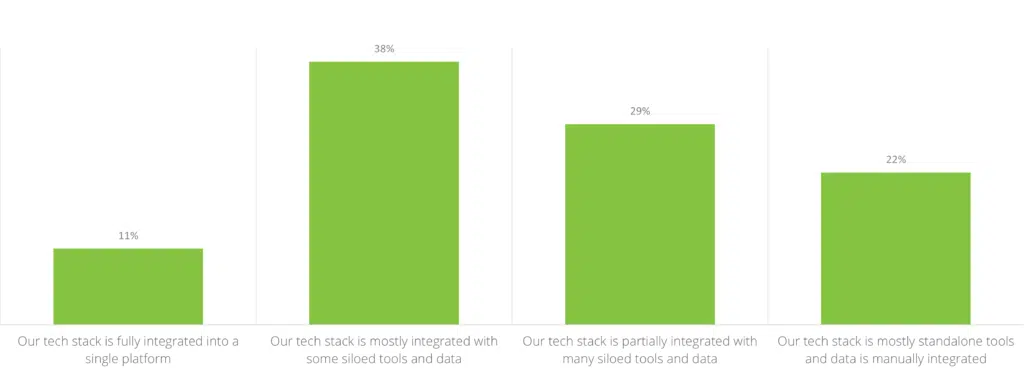 38%
29%
22%
11%
Our tech stack is fully integrated into a
single platform
Our tech stack is mostly integrated with
some siloed tools and data
Our tech stack is partially integrated with
many siloed tools and data
Our tech stack is mostly standalone tools
and data is manually integrated